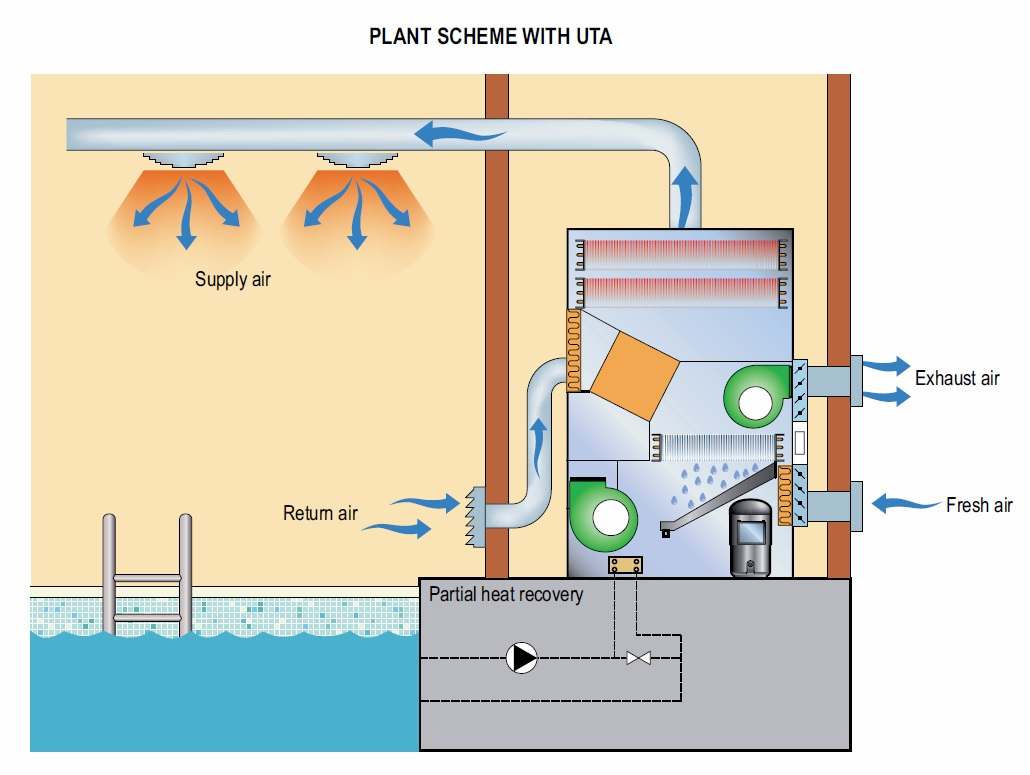 PLANT SCHEME WITH UTA
Supply air
Exhaust air
Return air
Fresh air
Partial heat recovery